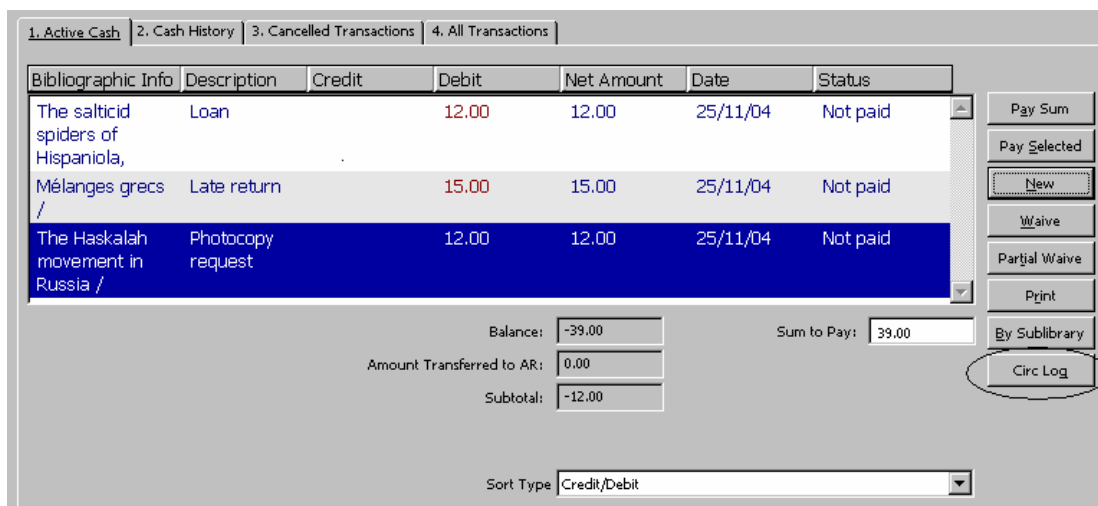 1. Active Cash 2. Cash History 3. Cancelled Transactions 4. All Transactions
Bibliographic Info Description Credit Debit Net Amount Date Status
The salticid Loan 12.00 12.00 25/11/04 Not paid
spiders of
Hispaniola,
Mélanges grecs Late return 15.00 15.00 25/11/04 Not paid
/
The Haskalah Photocopy 12.00 12.00 25/11/04 Not paid
movement in request
Russia /
Pay Sum
Pay Selected
New
Waive
Partial Waive
Print
By Sublibrary
Circ Log
Balance: -39.00 Sum to Pay: 39.00
Amount Transferred to AR: 0.00
Subtotal: -12.00
Sort Type Credit/Debit